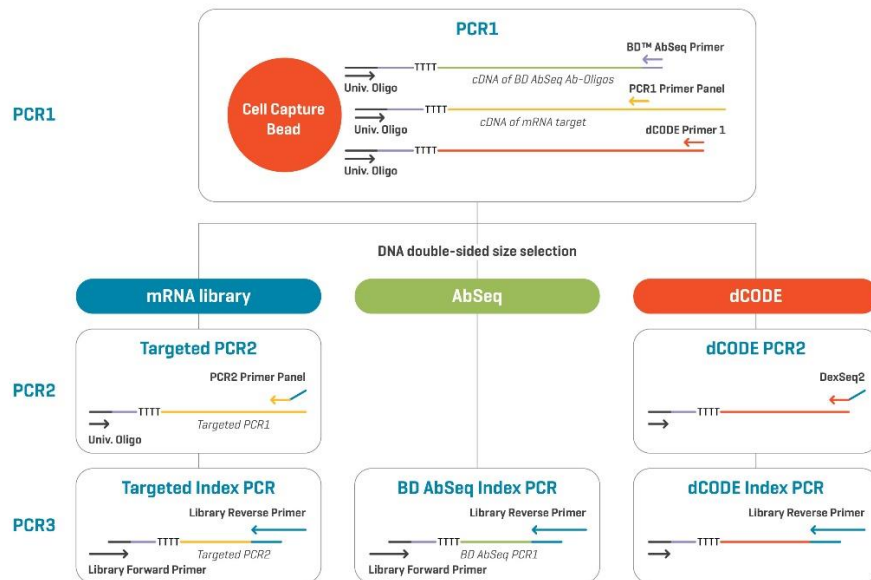 PCR1
BD™ AbSeq Primer
TTTT
cDNA of BD AbSeq Ab-Oligos
Univ. Oligo
PCR1 Primer Panel
PCR1
Cell Capture
Bead
TTTT
cDNA of mRNA target
Univ. Oligo
dCODE Primer 1
TTTT
Univ. Oligo
DNA double-sided size selection
mRNA library
AbSeq
dCODE
Targeted PCR2
dCODE PCR2
PCR2 Primer Panel
DexSeq2
PCR2
TTTT
TTTT
Targeted PCR1
Univ. Oligo
Targeted Index PCR
BD AbSeq Index PCR
dCODE Index PCR
Library Reverse Primer
Library Reverse Primer
Library Reverse Primer
PCR3
TTTT
TTTT
TTTT
Targeted PCR2
BD AbSeq PCR1
Library Forward Primer
Library Forward Primer